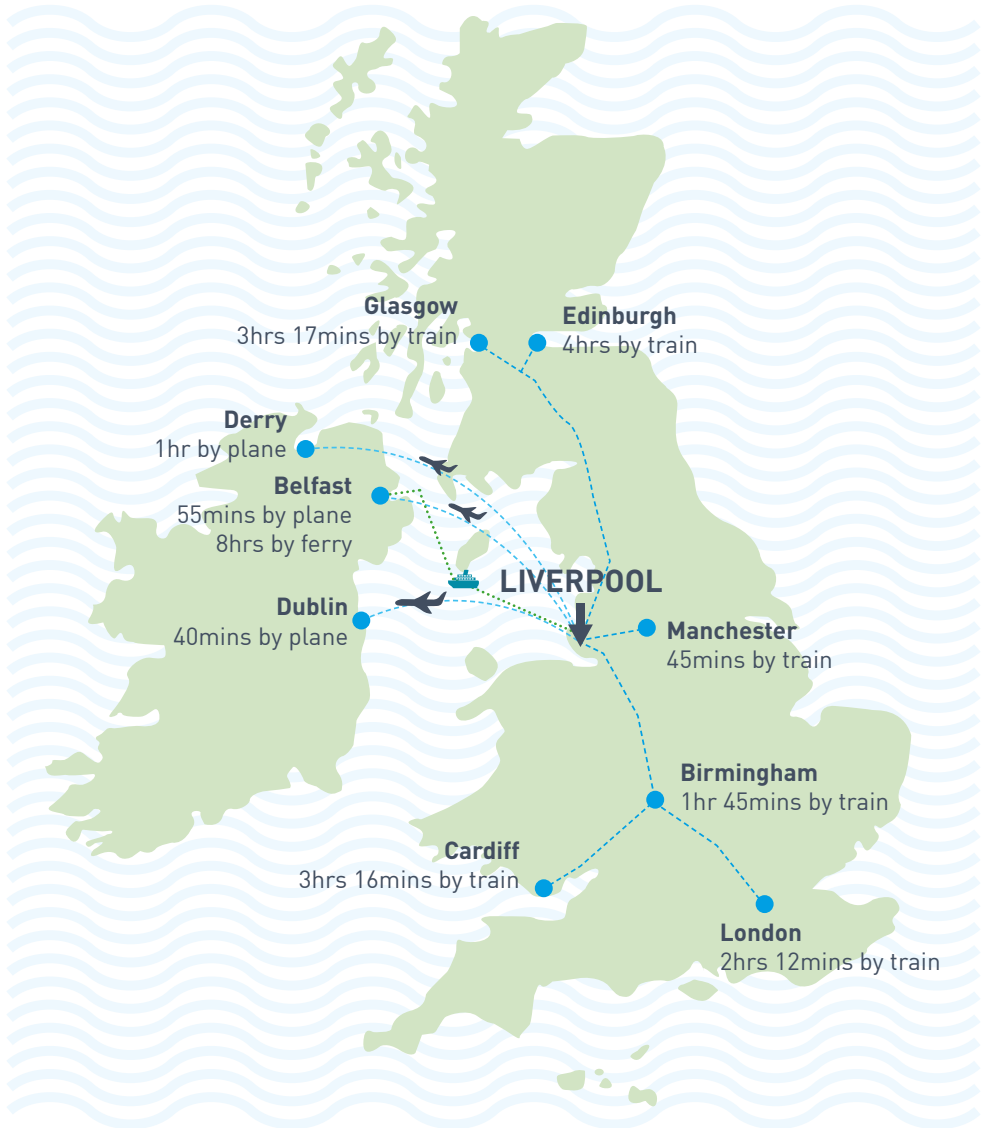 Glasgow
3hrs 17mins by train
Edinburgh
4hrs by train
Derry
1hr by plane
Belfast
55mins by plane
8hrs by ferry
LIVERPOOL
Dublin
40mins by plane
Manchester
45mins by train
Birmingham
1hr 45mins by train
Cardiff
3hrs 16mins by train
London
2hrs 12mins by train